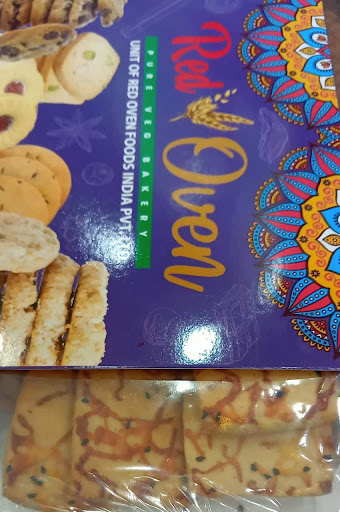 Red Oven
PURE VEG BAKERY
UNIT OF RED OVEN FOODS INDIA PVT. LTD